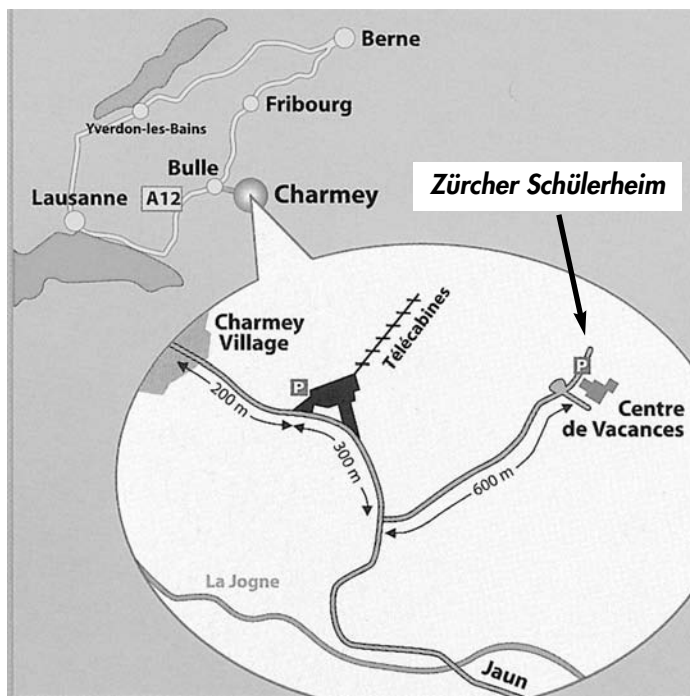 Berne
Fribourg
Yverdon-les-Bains
Bulle
Lausanne
A12
Charmey
Zürcher Schülerheim
Charmey
Village
Télécabines
P
P
200 m
300 m
600 m
Centre
de Vacances
La Jogne
Jaun